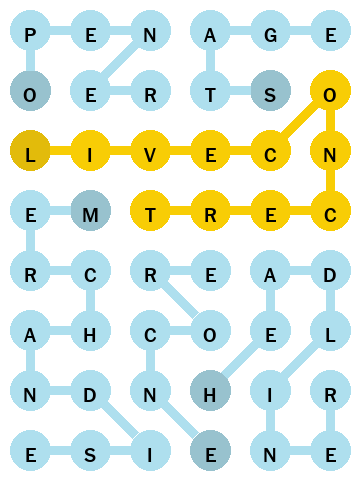 P E N A G E
O E R T S O
L I V E C N
E M T R E C
R C R E A D
A H C O E L
N D N H I R
E S I E N E